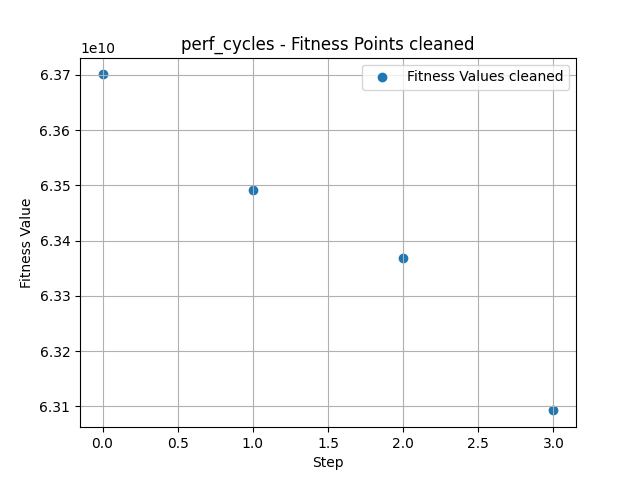 perf_cycles - Fitness Points cleaned
1e10
Fitness Values cleaned
6.37
6.36
6.35
6.34
6.33
6.32
6.31
Fitness Value
0.0 0.5 1.0 1.5 2.0 2.5 3.0
Step